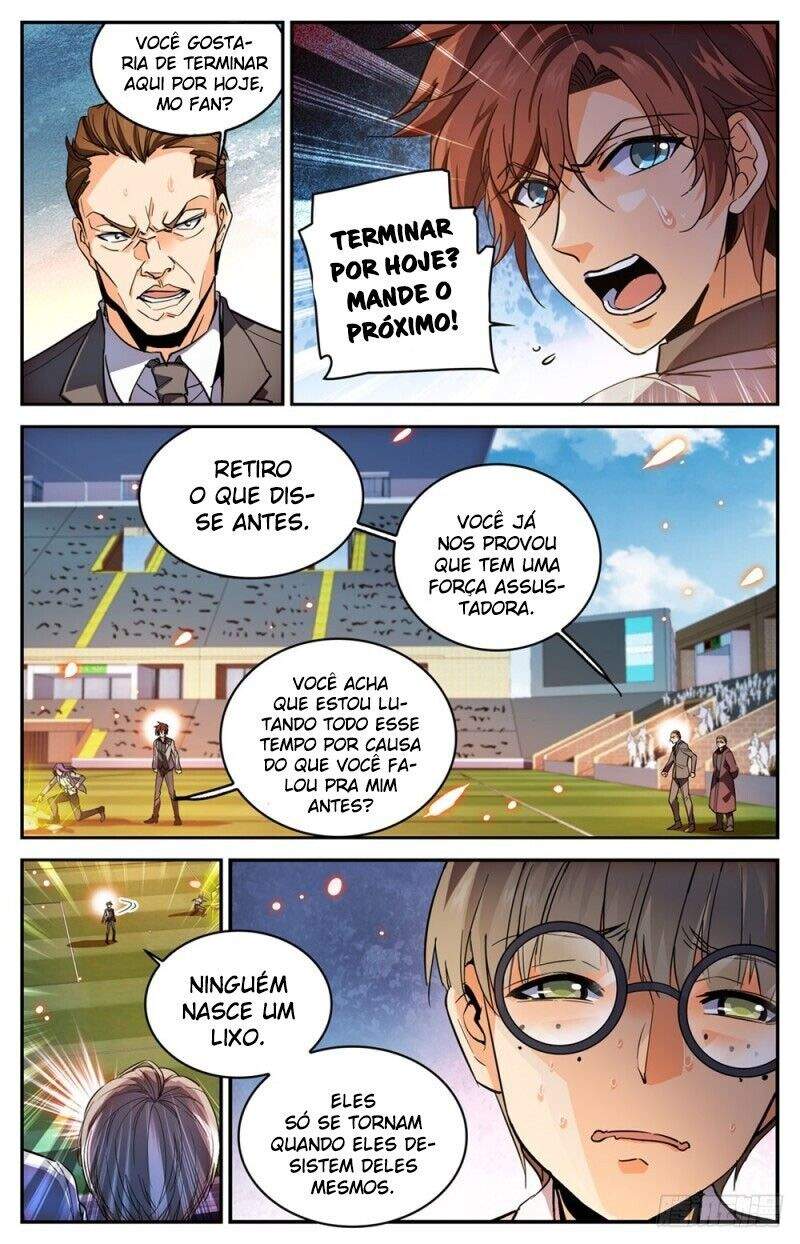 VOCÊ GOSTA-
RIA DE TERMINAR
AQUI POR HOJE,
MO FAN?
TERMINAR
POR HOJE?
MANDE O
PRÓXIMO!
RETIRO
O QUE DIS-
SE ANTES.
VOCÊ JÁ
NOS PROVOU
QUE TEM UMA
FORÇA ASSUS-
TADORA.
VOCÊ ACHA
QUE ESTOU LU-
TANDO TODO ESSE
TEMPO POR CAUSA
DO QUE VOCÊ FA-
LOU PRA MIM
ANTES?
NINGUÉM
NASCE UM
LIXO.
ELES
SÓ SE TORNAM
QUANDO ELES DE-
SISTEM DELES
MESMOS.